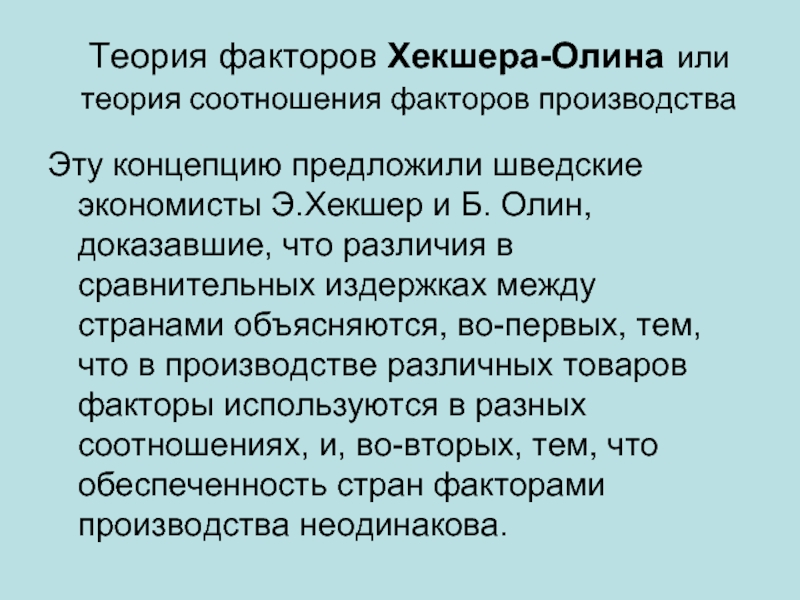 Теория факторов Хекшера-Олина или
теория соотношения факторов производства
Эту концепцию предложили шведские
экономисты Э.Хекшер и Б. Олин,
доказавшие, что различия в
сравнительных издержках между
странами объясняются, во-первых, тем,
что в производстве различных товаров
факторы используются в разных
соотношениях, и, во-вторых, тем, что
обеспеченность стран факторами
производства неодинакова.